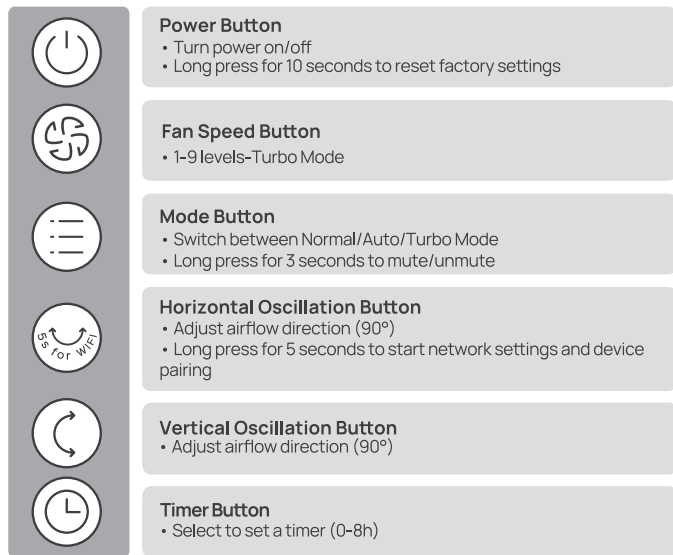 Power Button
• Turn power on/off
• Long press for 10 seconds to reset factory settings
Fan Speed Button
• 1-9 levels-Turbo Mode
Mode Button
• Switch between Normal/Auto/Turbo Mode
• Long press for 3 seconds to mute/unmute
5s for WIFI
Horizontal Oscillation Button
• Adjust airflow direction (90°)
• Long press for 5 seconds to start network settings and device
pairing
Vertical Oscillation Button
• Adjust airflow direction (90°)
Timer Button
• Select to set a timer (0-8h)